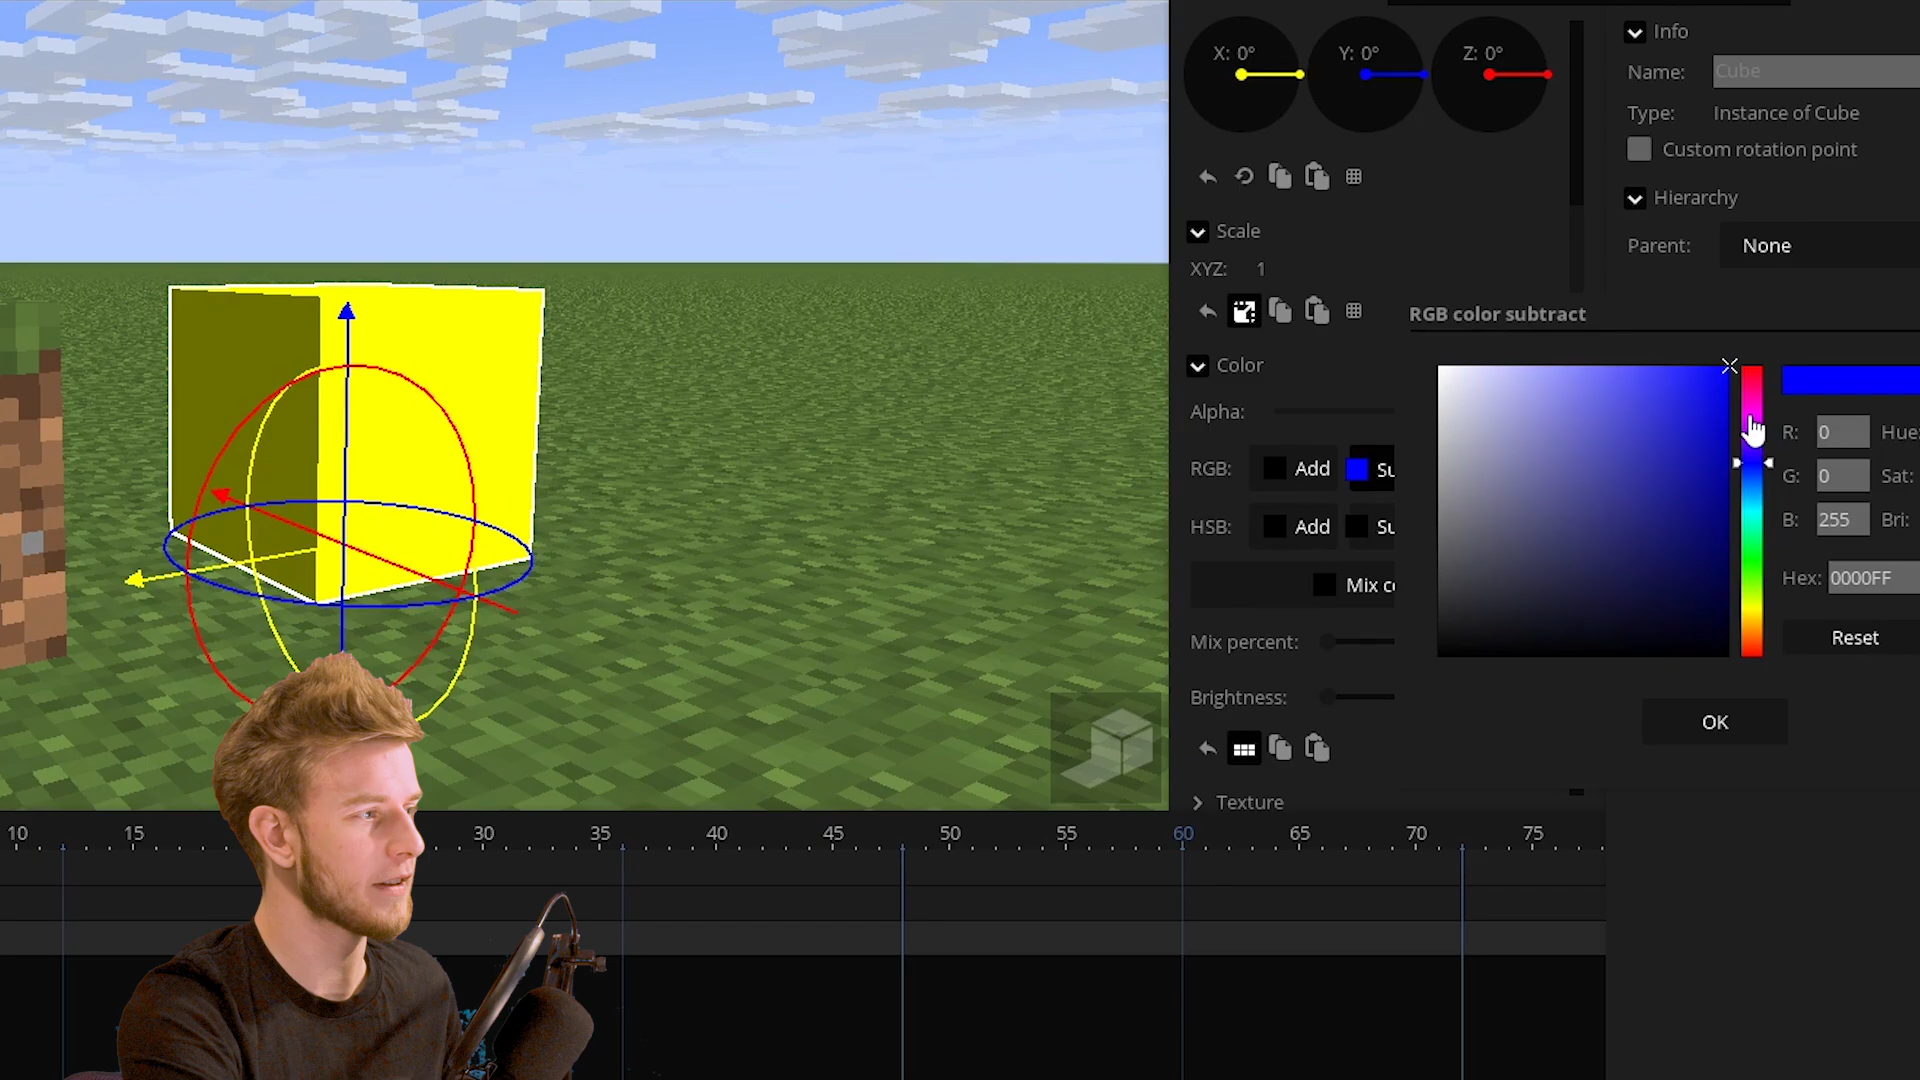 X: 0° Y: 0° Z: 0°
Scale
XYZ: 1
Color
Alpha:
RGB: Add Su
HSB: Add Su
Mix co
Mix percent:
Brightness:
Texture
Info
Name: Cube
Type: Instance of Cube
Custom rotation point
Hierarchy
Parent: None
RGB color subtract
R: 0 Hue:
G: 0 Sat:
B: 255 Bri:
Hex: 0000FF
Reset
OK
10 15 30 35 40 45 50 55 60 65 70 75